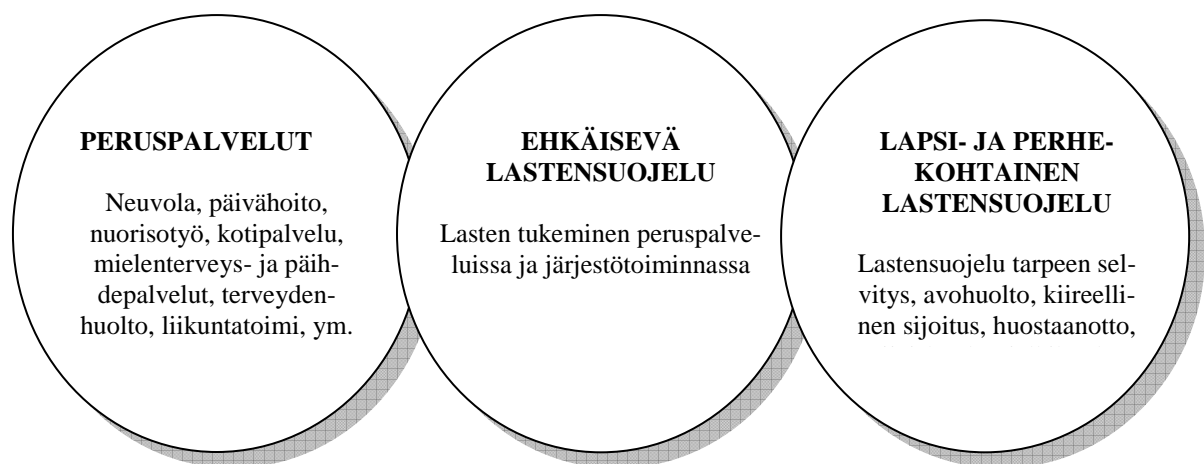 PERUSPALVELUT
Neuvola, päivähoito,
nuorisotyö, kotipalvelu,
mielenterveys- ja päih-
depalvelut, terveyden-
huolto, liikuntatoimi, ym.
EHKÄISEVÄ
LASTENSUOJELU
Lasten tukeminen peruspalve-
luissa ja järjestötoiminnassa
LAPSI- JA PERHE-
KOHTAINEN
LASTENSUOJELU
Lastensuojelu tarpeen sel-
vitys, avohuolto, kiireelli-
nen sijoitus, huostaanotto,